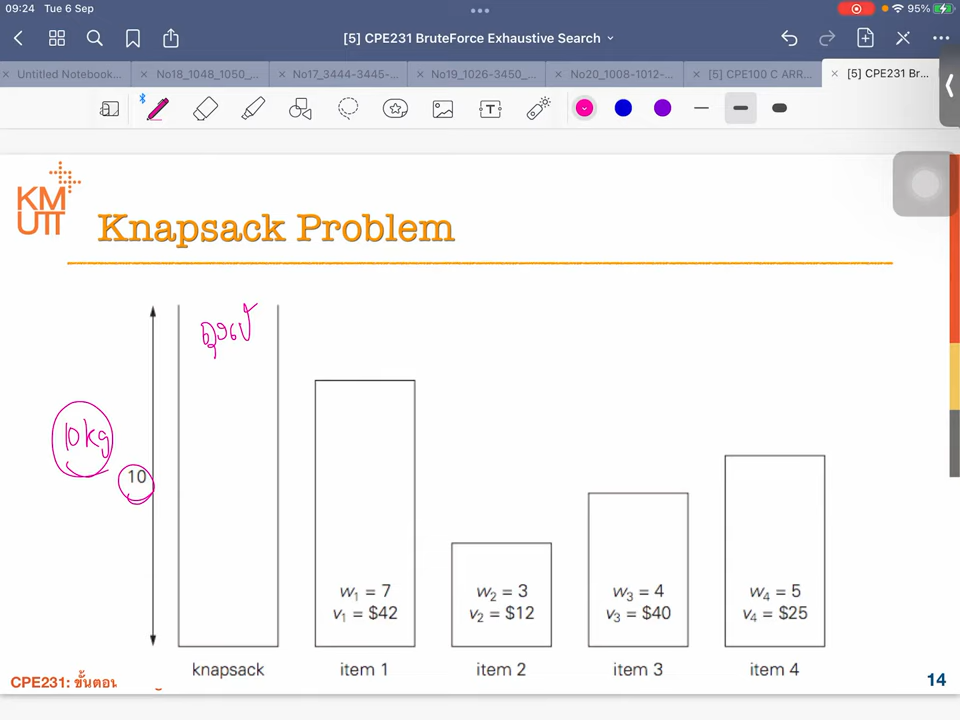 09:24 Tue 6 Sep
95%
[5] CPE231 BruteForce Exhaustive Search
Untitled Notebook...
No18_1048_1050_...
No17_3444-3445-...
No19_1026-3450_...
No20_1008-1012-...
[5] CPE100 C ARR...
[5] CPE231 Br...
KM
UTT
Knapsack Problem
ถุงเป้
10kg
10
w1 = 7
v1 = $42
w2 = 3
v2 = $12
w3 = 4
v3 = $40
w4 = 5
v4 = $25
knapsack
item 1
item 2
item 3
item 4
CPE231: ขั้นตอน
14